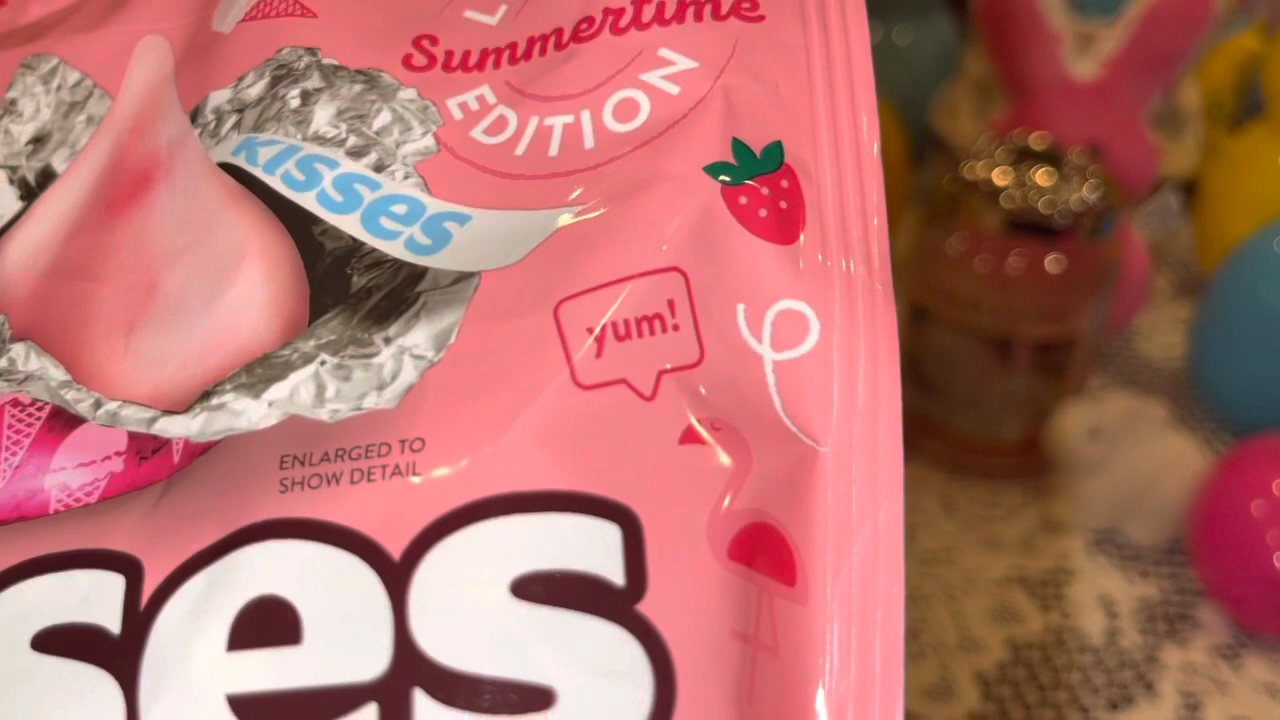 Summertime
EDITION
KISSES
yum!
ENLARGED TO
SHOW DETAIL
ses